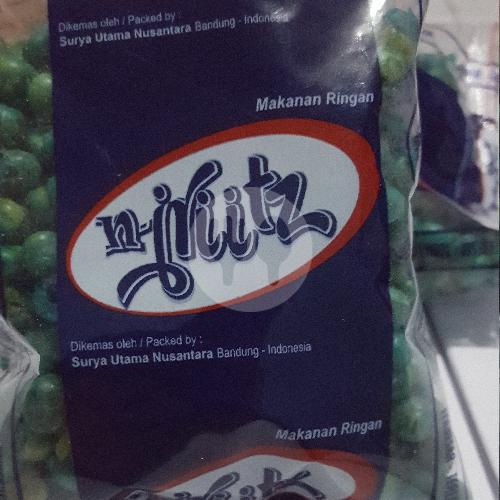 Dikemas oleh / Packed by :
Surya Utama Nusantara Bandung - Indonesia
Makanan Ringan
Dikemas oleh / Packed by :
Surya Utama Nusantara Bandung - Indonesia
Makanan Ringan